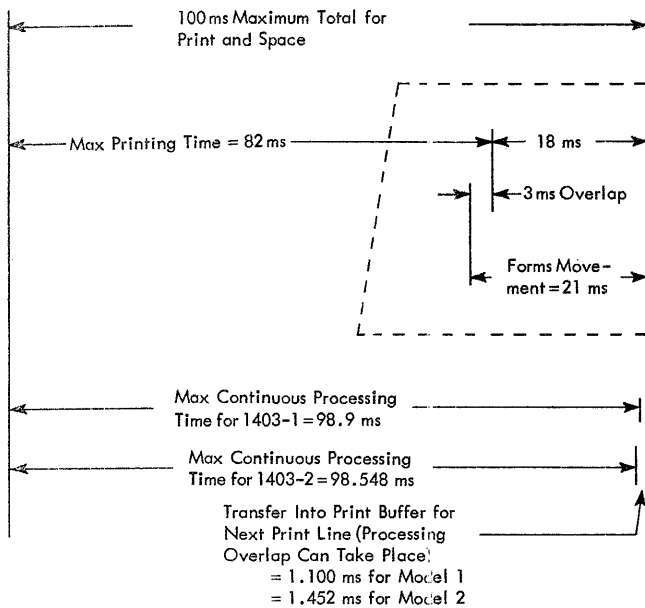 100ms Maximum Total for
Print and Space
Max Printing Time = 82 ms
18 ms
3 ms Overlap
Forms Move-
ment = 21 ms
Max Continuous Processing
Time for 1403-1 = 98.9 ms
Max Continuous Processing
Time for 1403-2 = 98.548 ms
Transfer Into Print Buffer for
Next Print Line (Processing
Overlap Can Take Place)
= 1.100 ms for Model 1
= 1.452 ms for Model 2